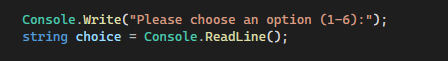 Console.Write("Please choose an option (1-6):");
string choice = Console.ReadLine();